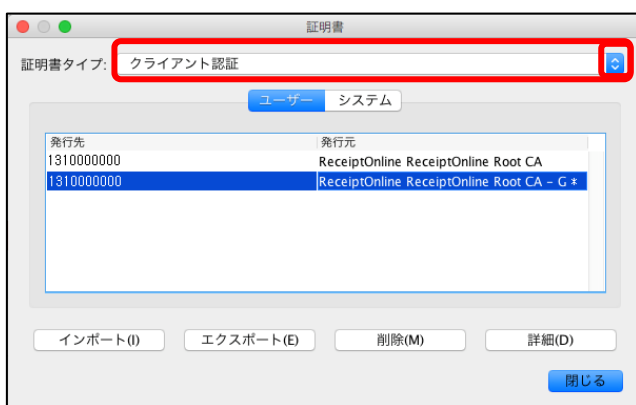 証明書
証明書タイプ: クライアント認証
ユーザー システム
発行先 発行元
1310000000 ReceiptOnline ReceiptOnline Root CA
1310000000 ReceiptOnline ReceiptOnline Root CA – G *
インポート(I) エクスポート(E) 削除(M) 詳細(D)
閉じる